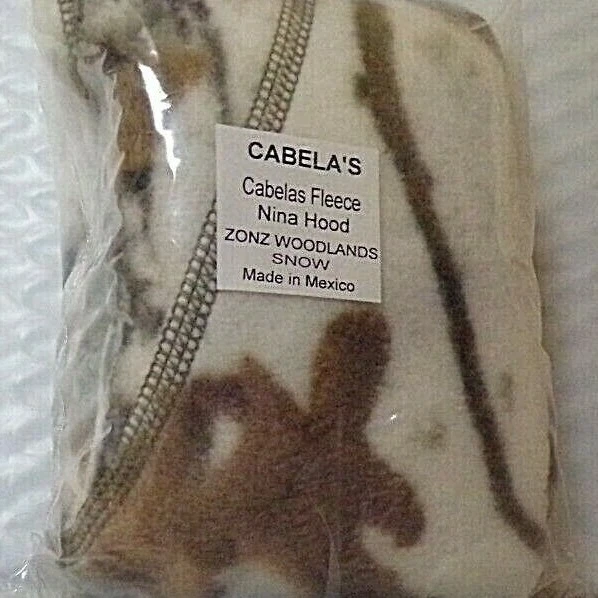 CABELA'S
Cabelas Fleece
Nina Hood
ZONZ WOODLANDS
SNOW
Made in Mexico